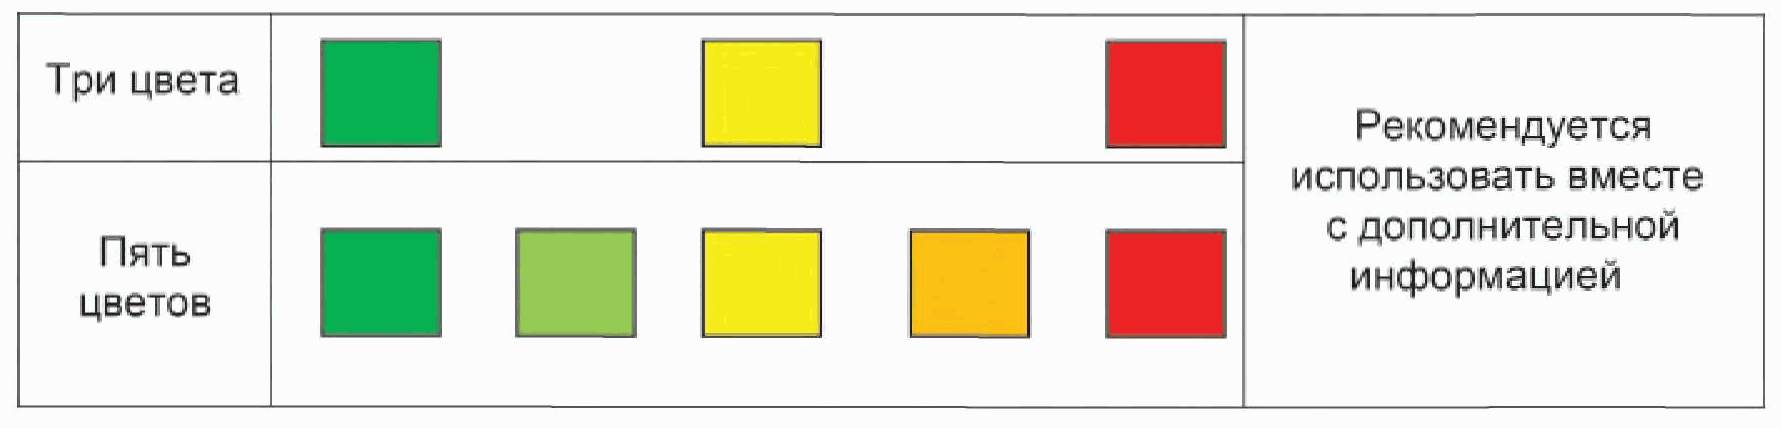 Три цвета
Пять
цветов
Рекомендуется
использовать вместе
с дополнительной
информацией